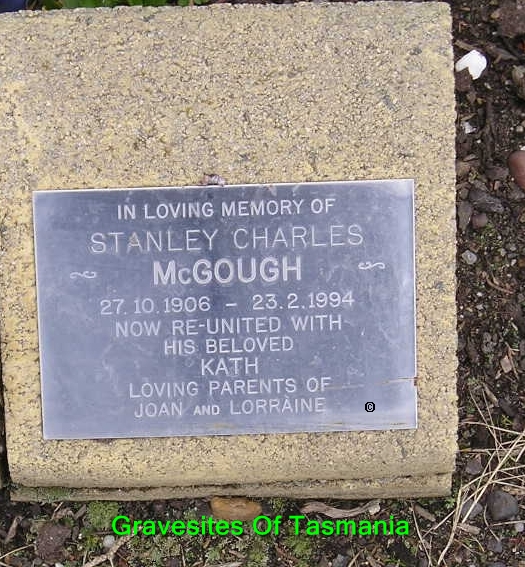 IN LOVING MEMORY OF
STANLEY CHARLES
McGOUGH
27.10.1906 – 23.2.1994
NOW RE-UNITED WITH
HIS BELOVED
KATH
LOVING PARENTS OF
JOAN AND LORRAINE
©
Gravesites Of Tasmania